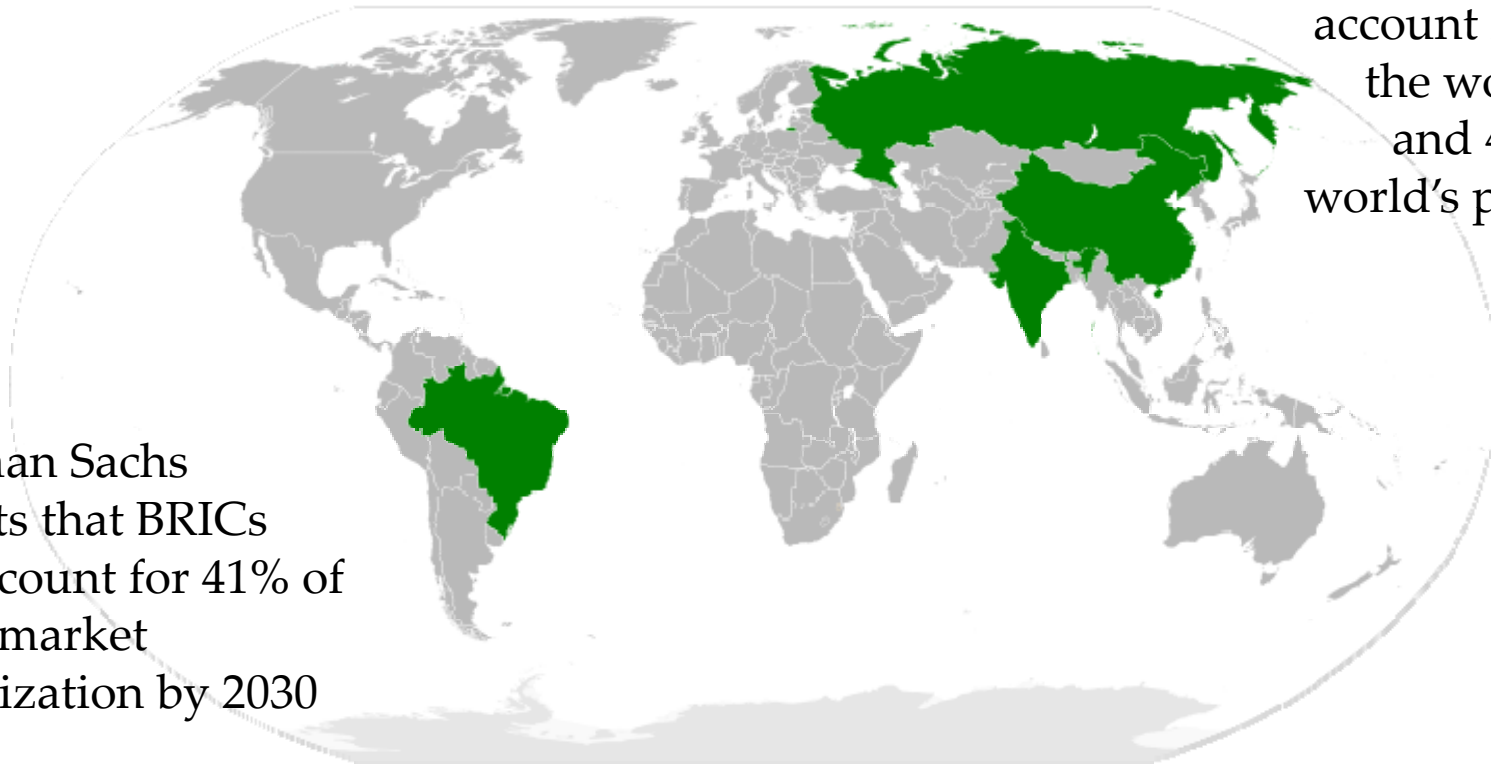 account
the wo
and 4
world's p
an Sachs
ts that BRICs
count for 41% of
market
ization by 2030